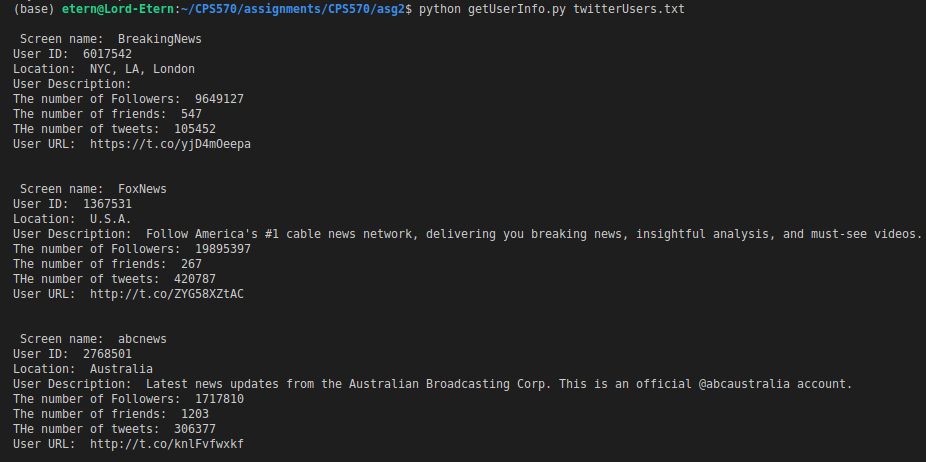 (base) etern@Lord-Etern:~/CPS570/assignments/CPS570/asg2$ python getUserInfo.py twitterUsers.txt
Screen name:  BreakingNews
User ID:  6017542
Location:  NYC, LA, London
User Description:
The number of Followers:  9649127
The number of friends:  547
THe number of tweets:  105452
User URL:  https://t.co/yjD4mOeepa
Screen name:  FoxNews
User ID:  1367531
Location:  U.S.A.
User Description:  Follow America's #1 cable news network, delivering you breaking news, insightful analysis, and must-see videos.
The number of Followers:  19895397
The number of friends:  267
THe number of tweets:  420787
User URL:  http://t.co/ZYG58XZtAC
Screen name:  abcnews
User ID:  2768501
Location:  Australia
User Description:  Latest news updates from the Australian Broadcasting Corp. This is an official @abcaustralia account.
The number of Followers:  1717810
The number of friends:  1203
THe number of tweets:  306377
User URL:  http://t.co/knlFvfwxkf